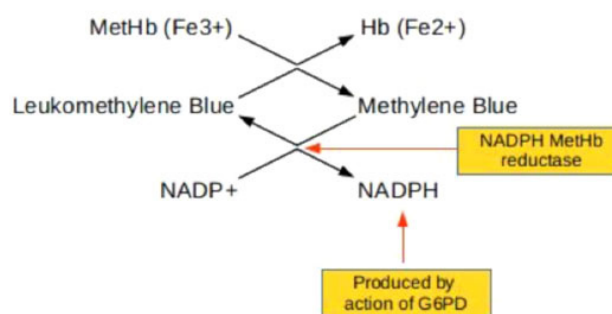 MetHb (Fe3+) Hb (Fe2+)
Leukomethylene Blue Methylene Blue
NADPH MetHb
reductase
NADP+ NADPH
Produced by
action of G6PD